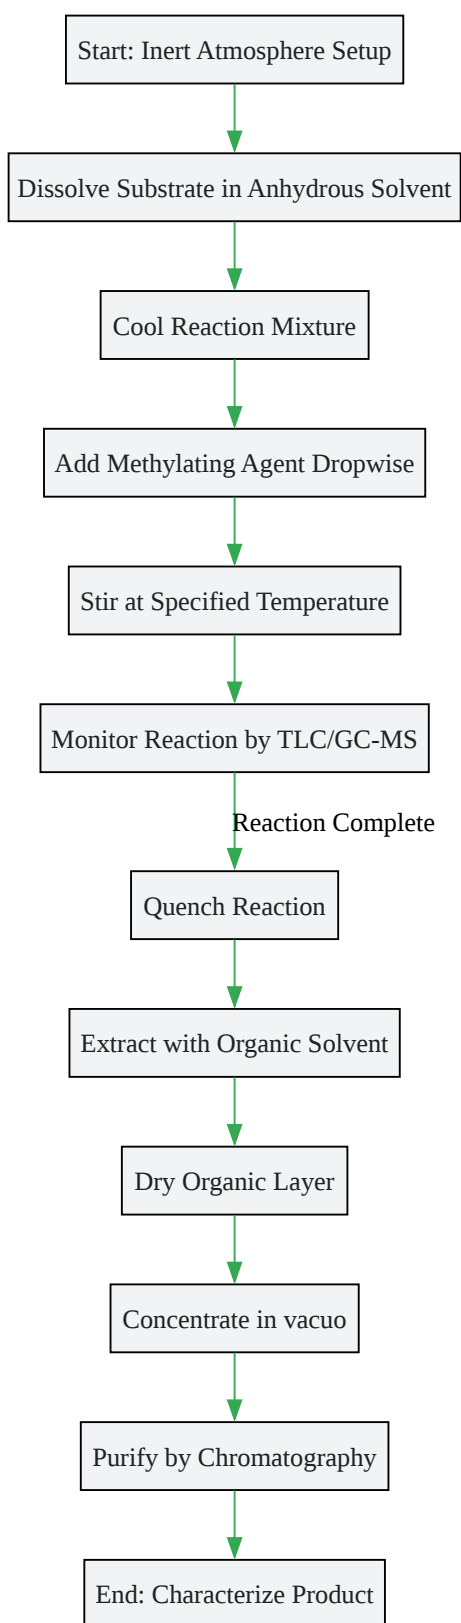 Start: Inert Atmosphere Setup
Dissolve Substrate in Anhydrous Solvent
Cool Reaction Mixture
Add Methylating Agent Dropwise
Stir at Specified Temperature
Monitor Reaction by TLC/GC-MS
Reaction Complete
Quench Reaction
Extract with Organic Solvent
Dry Organic Layer
Concentrate in vacuo
Purify by Chromatography
End: Characterize Product